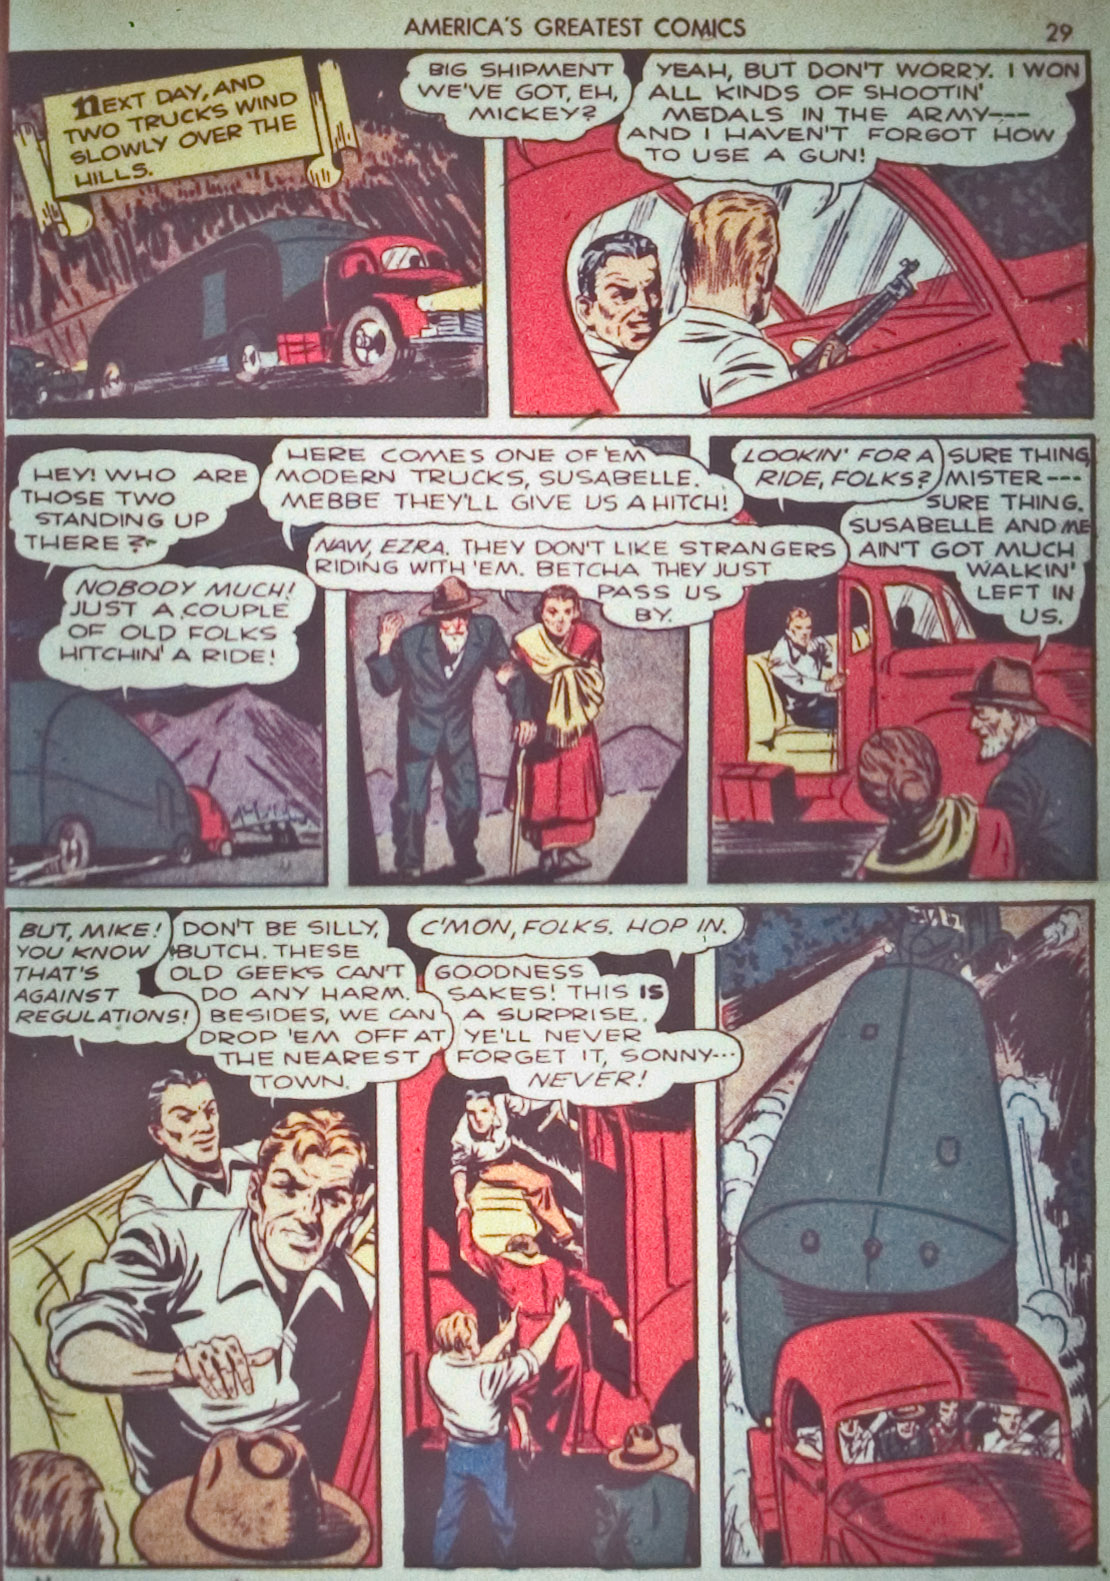 AMERICA'S GREATEST COMICS
29
NEXT DAY, AND
TWO TRUCKS WIND
SLOWLY OVER THE
HILLS.
BIG SHIPMENT
WE'VE GOT, EH,
MICKEY?
YEAH, BUT DON'T WORRY. I WON
ALL KINDS OF SHOOTIN'
MEDALS IN THE ARMY---
AND I HAVEN'T FORGOT HOW
TO USE A GUN!
HEY! WHO ARE
THOSE TWO
STANDING UP
THERE?
NOBODY MUCH!
JUST A COUPLE
OF OLD FOLKS
HITCHIN' A RIDE!
HERE COMES ONE OF 'EM
MODERN TRUCKS, SUSABELLE.
MEBBE THEY'LL GIVE US A HITCH!
NAW, EZRA. THEY DON'T LIKE STRANGERS
RIDING WITH 'EM. BETCHA THEY JUST
PASS US
BY.
LOOKIN' FOR A
RIDE, FOLKS?
SURE THING,
MISTER---
SURE THING.
SUSABELLE AND ME
AIN'T GOT MUCH
WALKIN'
LEFT IN
US.
BUT, MIKE!
YOU KNOW
THAT'S
AGAINST
REGULATIONS!
DON'T BE SILLY,
BUTCH. THESE
OLD GEEKS CAN'T
DO ANY HARM.
BESIDES, WE CAN
DROP 'EM OFF AT
THE NEAREST
TOWN.
C'MON, FOLKS. HOP IN.
GOODNESS
SAKES! THIS IS
A SURPRISE.
YE'LL NEVER
FORGET IT, SONNY---
NEVER!